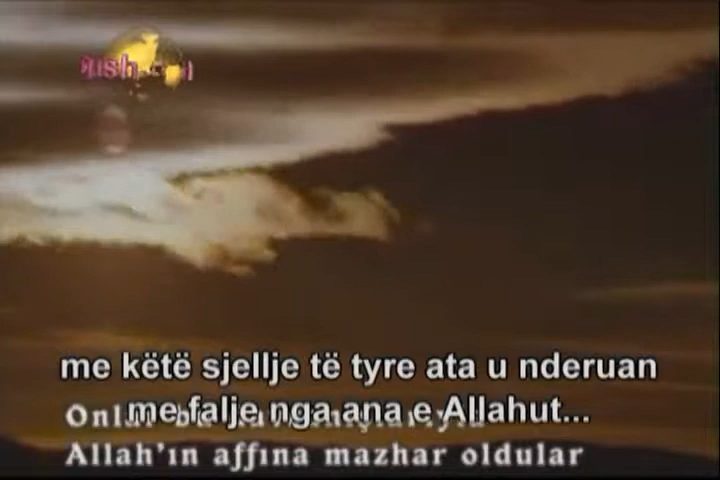 me këtë sjellje të tyre ata u nderuan
me falje nga ana e Allahut...
Allah'ın affına mazhar oldular